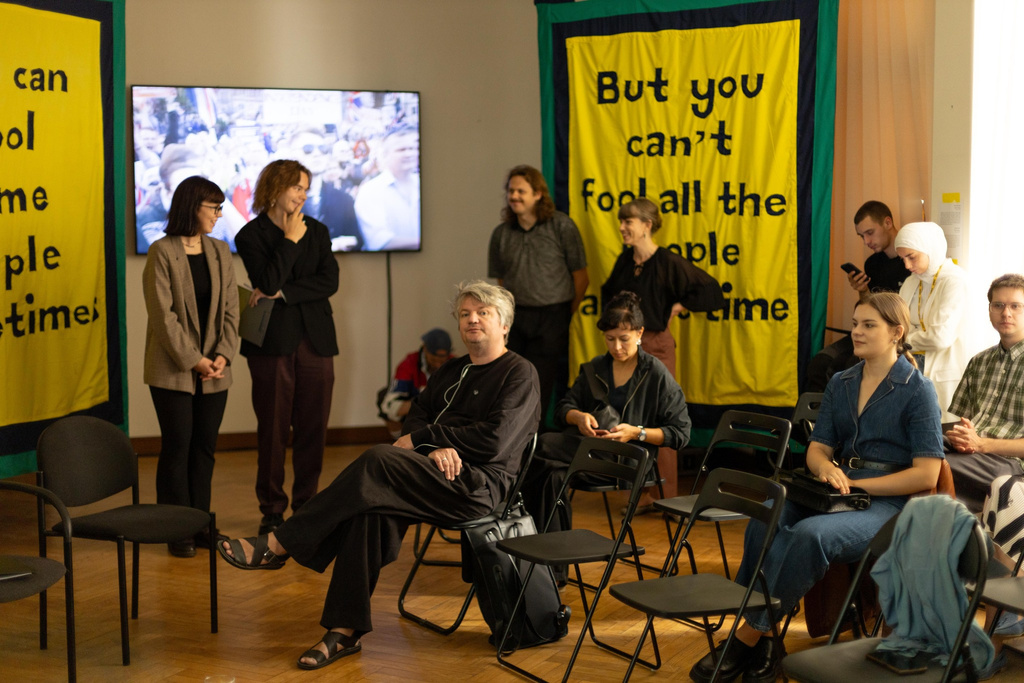 can
ool
me
ple
etimes
But you
can't
fool all the
ople
time